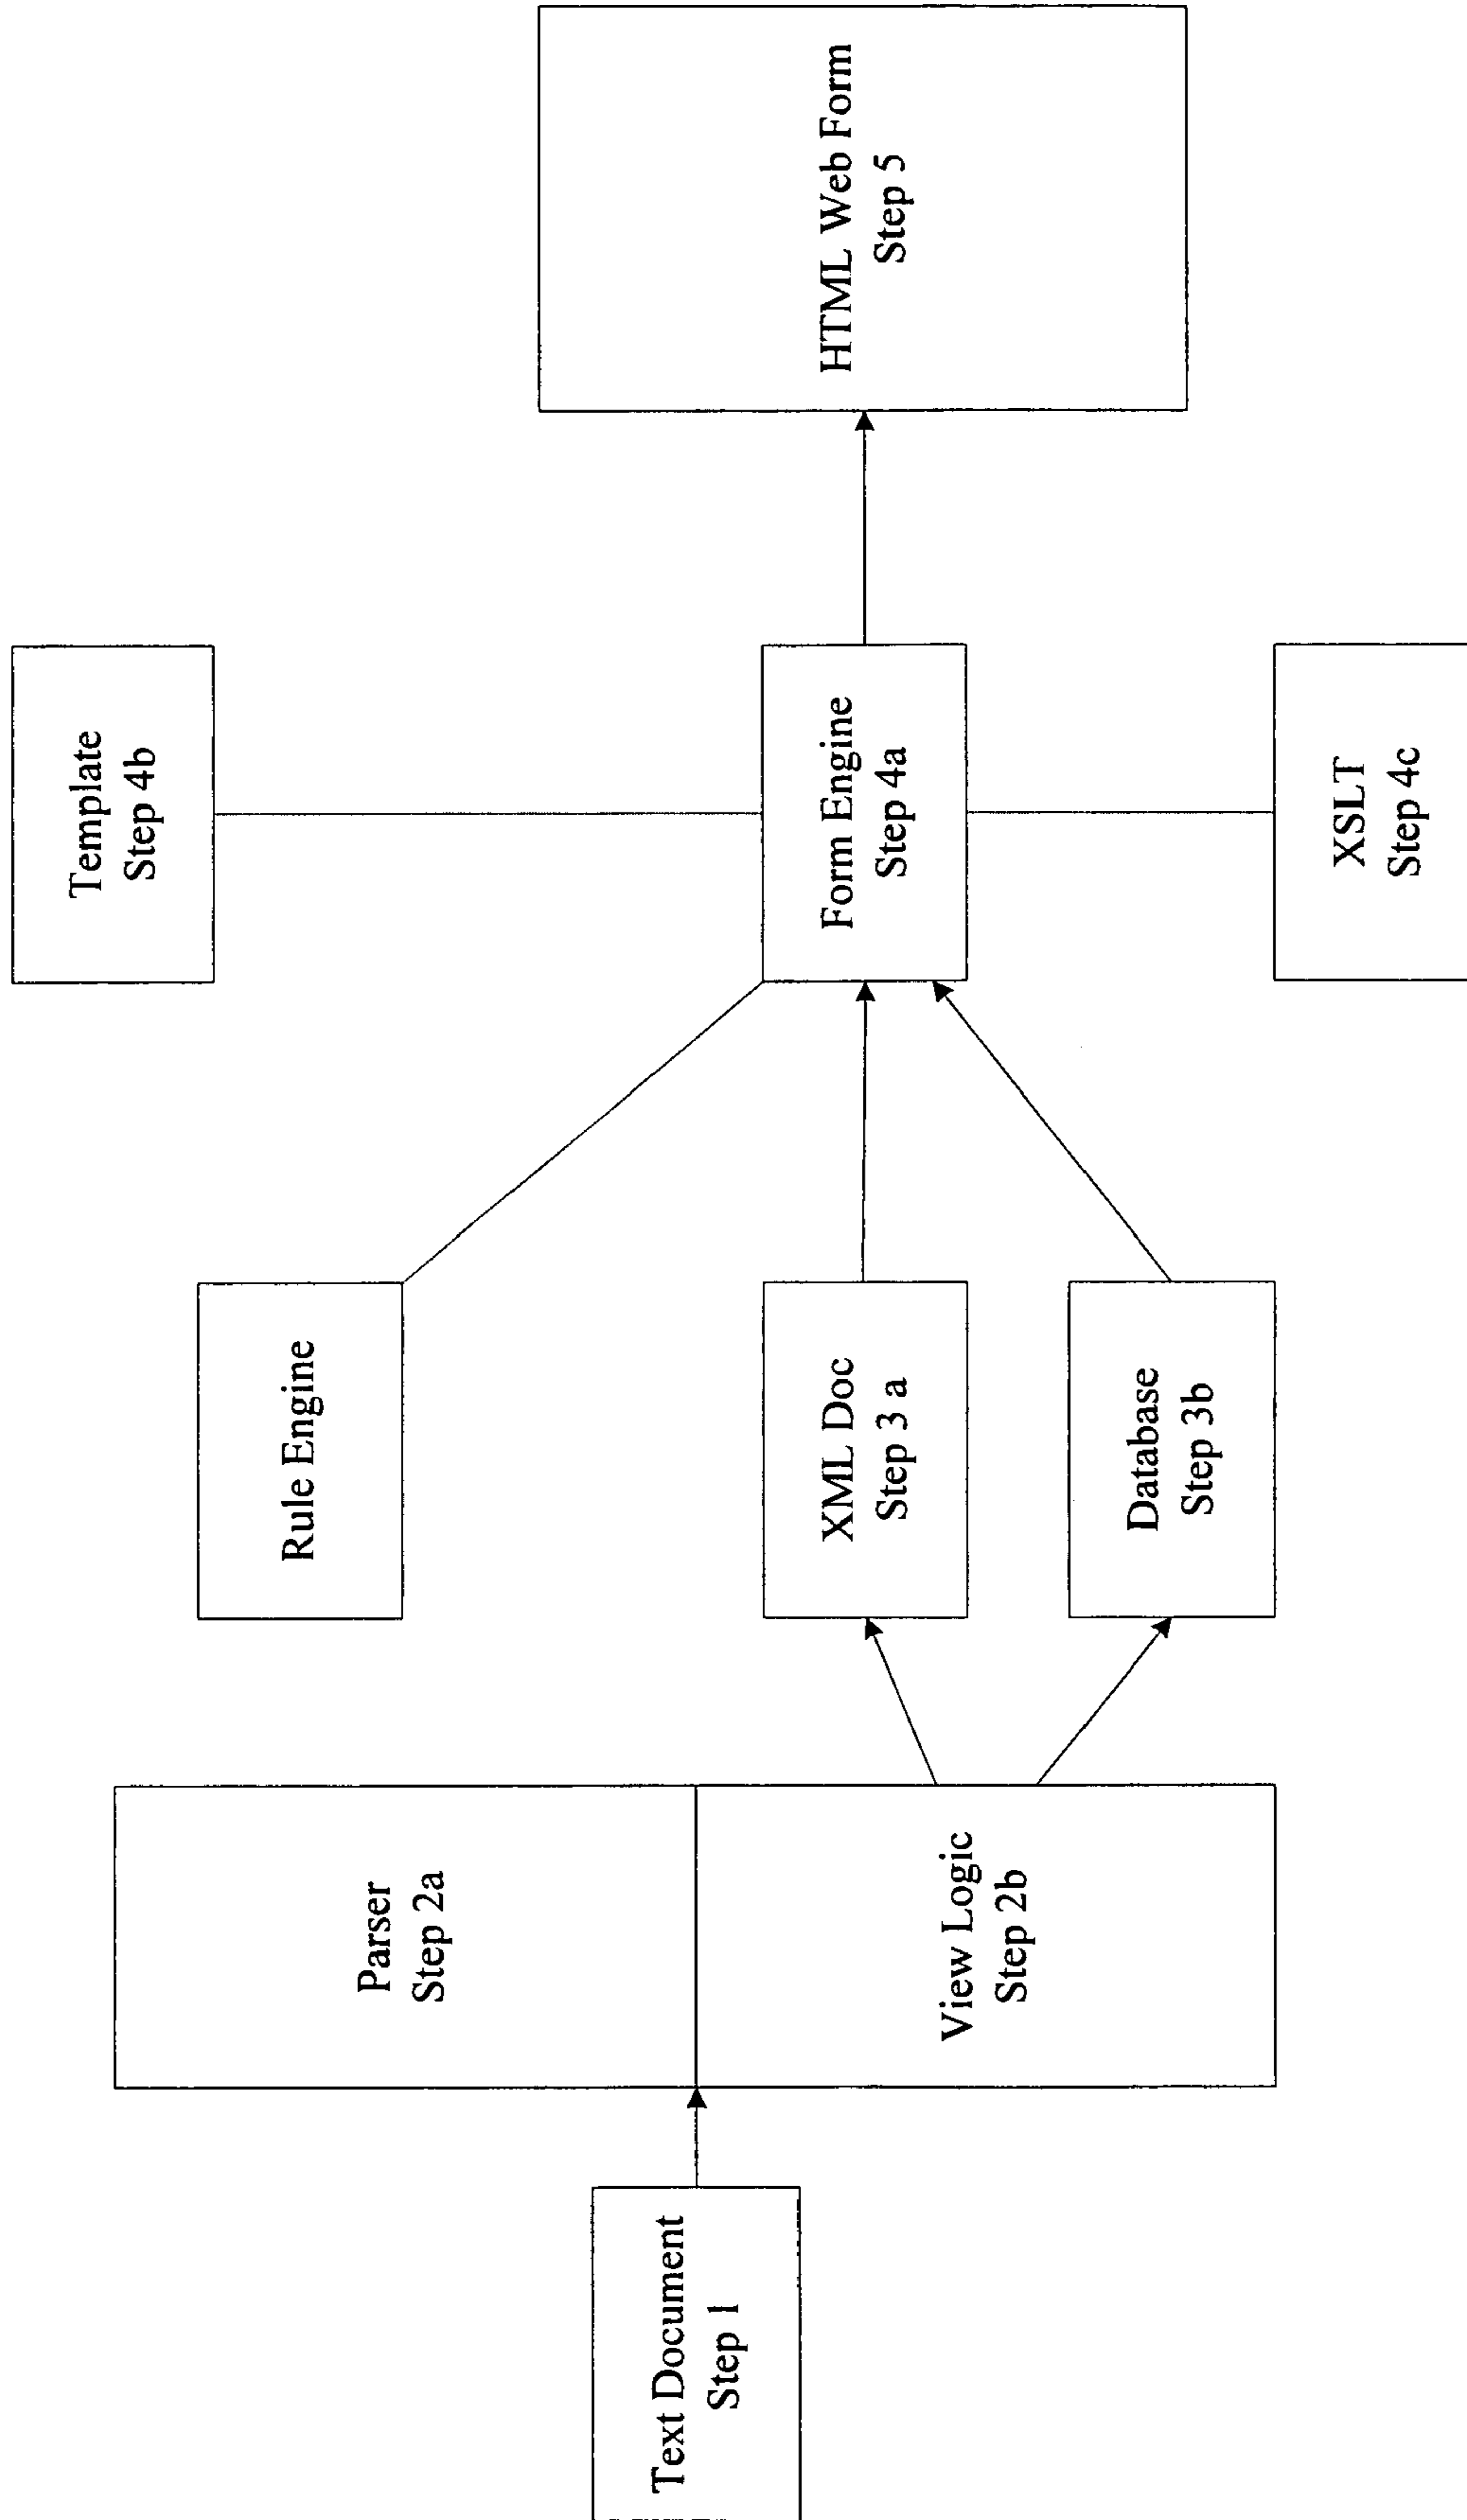 Text Document
Step 1
Parser
Step 2a
View Logic
Step 2b
Rule Engine
XML Doc
Step 3 a
Database
Step 3b
Template
Step 4b
Form Engine
Step 4a
XSLT
Step 4c
HTML Web Form
Step 5